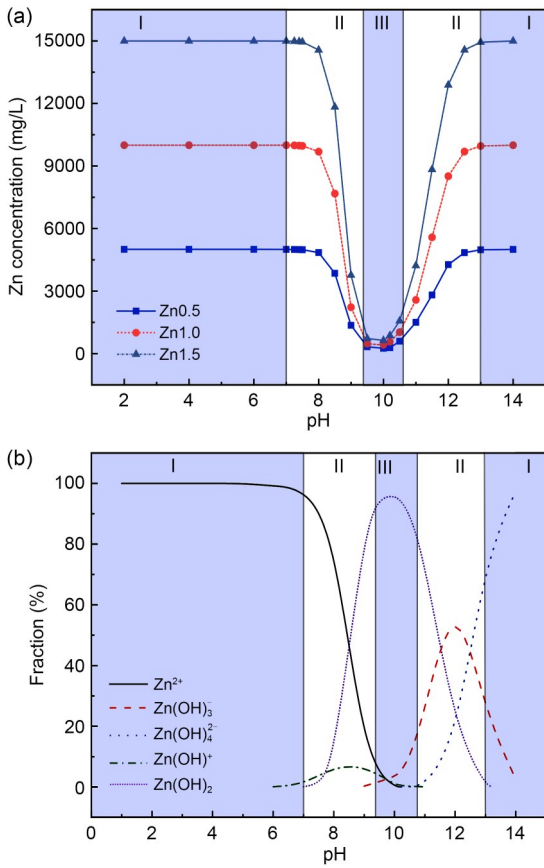 (a)
I II III II I
15000
12000
9000
6000
3000
0
Zn concentration (mg/L)
Zn0.5
Zn1.0
Zn1.5
2 4 6 8 10 12 14
pH
(b)
I II III II I
100
80
60
40
20
0
Fraction (%)
Zn²⁺
Zn(OH)₃⁻
Zn(OH)₄²⁻
Zn(OH)⁺
Zn(OH)₂
0 2 4 6 8 10 12 14
pH